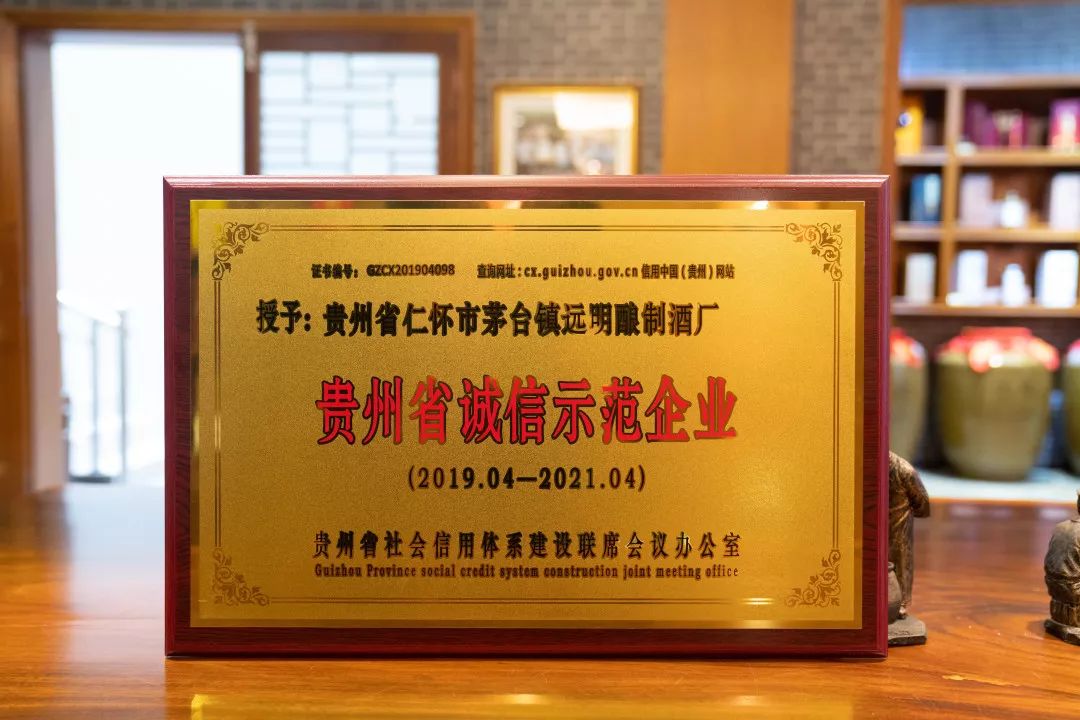 证书编号: GZCX201904098 查询网址:cx.guizhou.gov.cn 信用中国(贵州)网站
授予: 贵州省仁怀市茅台镇远明酿制酒厂
贵州省诚信示范企业
(2019.04—2021.04)
贵州省社会信用体系建设联席会议办公室
Guizhou Province social credit system construction joint meeting office